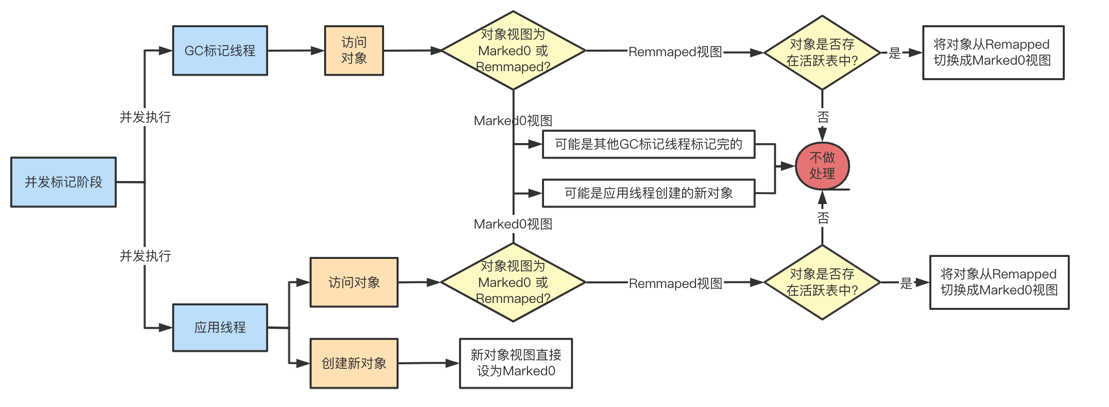 GC标记线程
访问
对象
对象视图为
Marked0 或
Remmaped?
Remmaped视图
对象是否存
在活跃表中?
是
将对象从Remapped
切换成Marked0视图
并发执行
Marked0视图
否
可能是其他GC标记线程标记完的
不做
处理
并发标记阶段
可能是应用线程创建的新对象
Marked0视图
否
并发执行
访问对象
对象视图为
Marked0 或
Remmaped?
Remmaped视图
对象是否存
在活跃表中?
是
将对象从Remapped
切换成Marked0视图
应用线程
创建新对象
新对象视图直接
设为Marked0